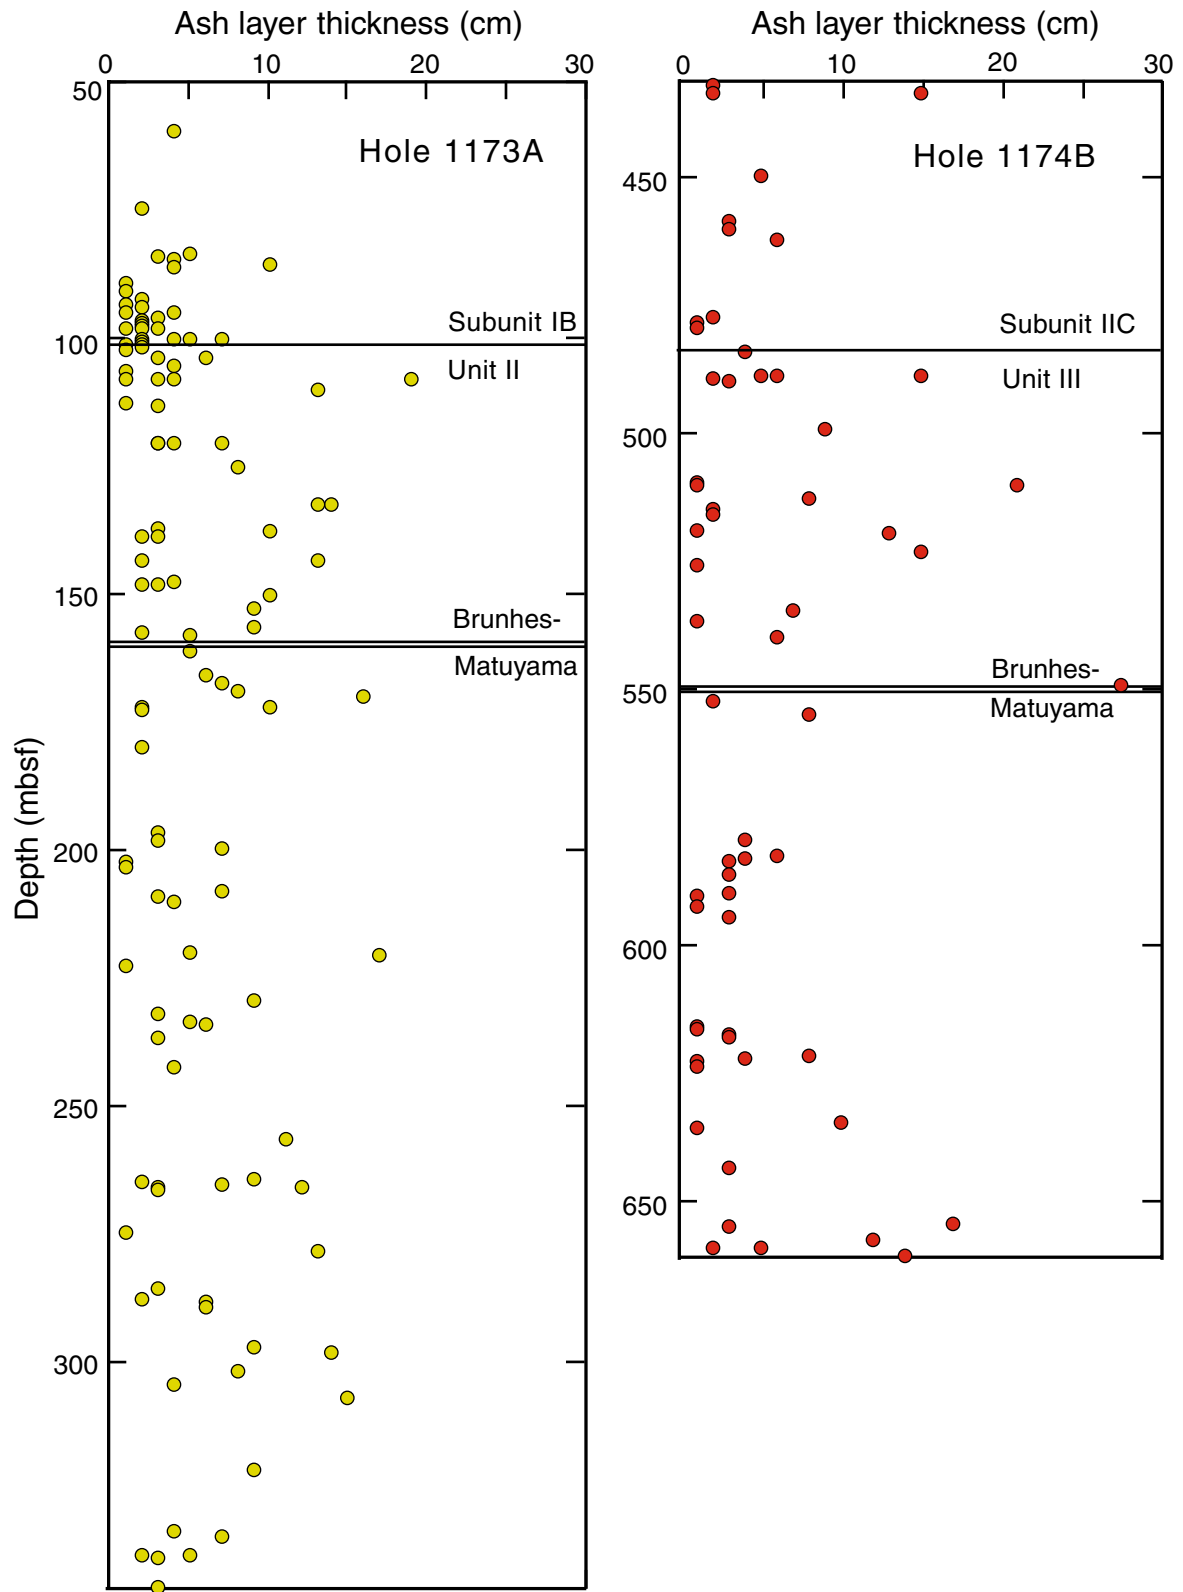 Ash layer thickness (cm)
0 10 20 30
50
Hole 1173A
Subunit IB
100
Unit II
150
Brunhes-
Matuyama
Depth (mbsf)
200
250
300
Ash layer thickness (cm)
0 10 20 30
Hole 1174B
450
Subunit IIC
Unit III
500
Brunhes-
550
Matuyama
600
650